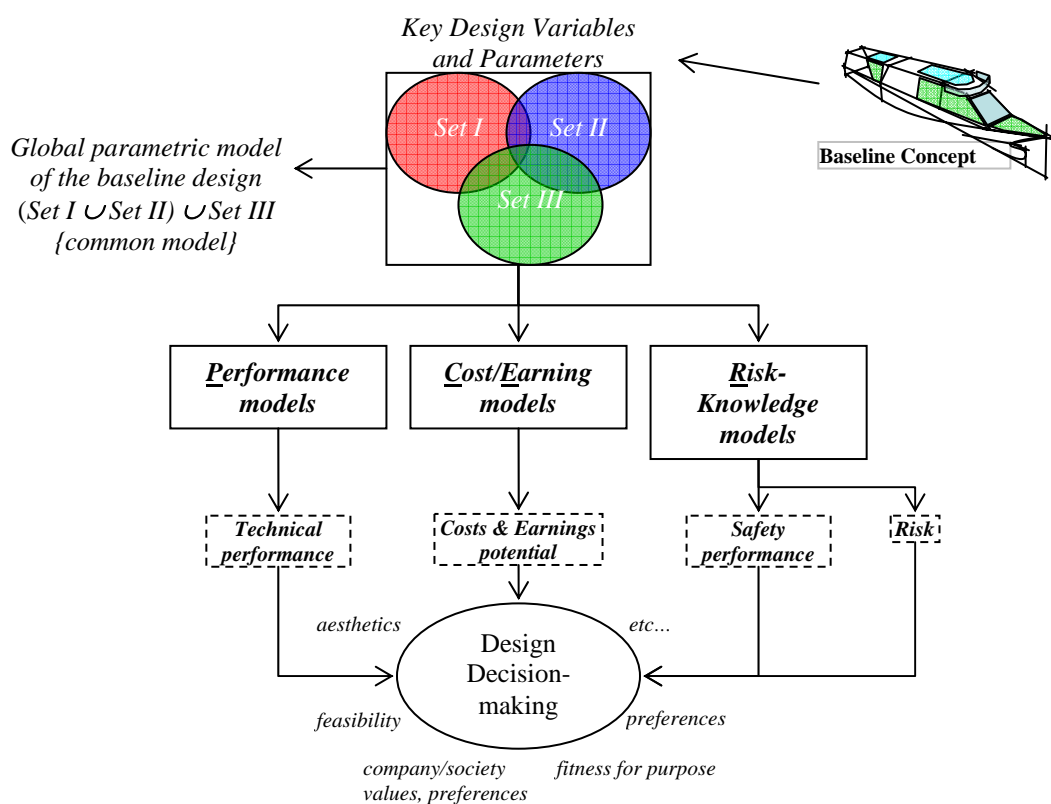 Key Design Variables
and Parameters
Set I
Set II
Set III
Baseline Concept
Global parametric model
of the baseline design
(Set I ∪ Set II) ∪ Set III
{common model}
Performance
models
Cost/Earning
models
Risk-
Knowledge
models
Technical
performance
Costs & Earnings
potential
Safety
performance
Risk
aesthetics
etc...
Design
Decision-
making
feasibility
preferences
company/society
values, preferences
fitness for purpose